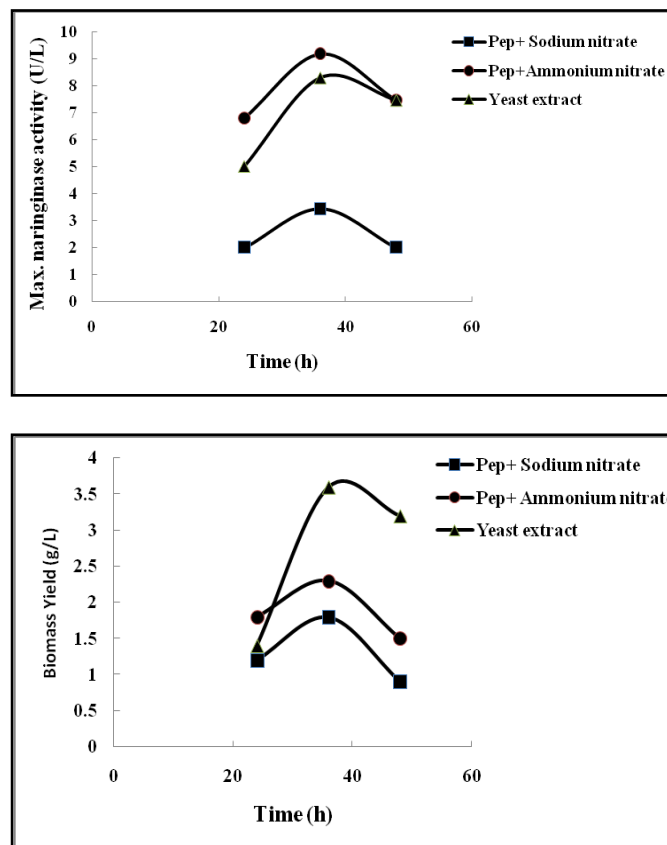 10
9
8
7
6
5
4
3
2
1
0
Max. naringinase activity (U/L)
0 20 40 60
Time (h)
Pep+ Sodium nitrate
Pep+Ammonium nitrate
Yeast extract
4
3.5
3
2.5
2
1.5
1
0.5
0
Biomass Yield (g/L)
0 20 40 60
Time (h)
Pep+ Sodium nitrate
Pep+ Ammonium nitrate
Yeast extract